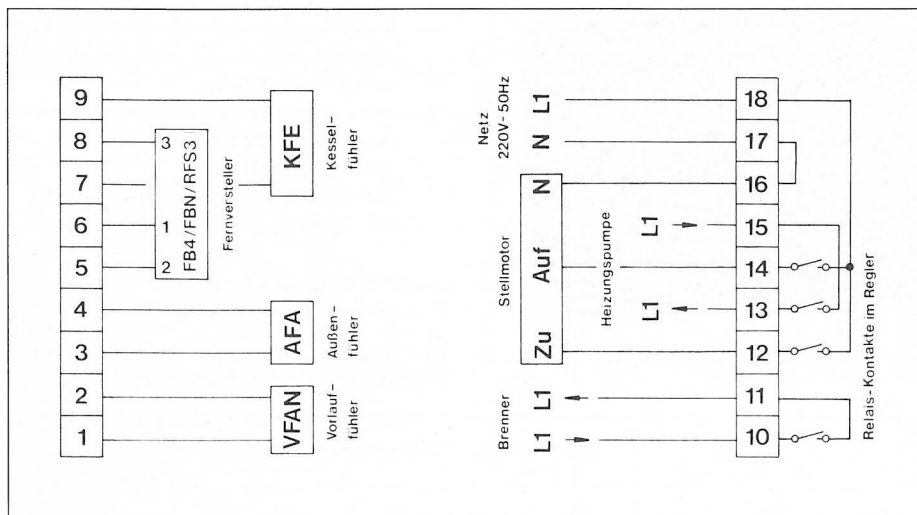 9
8
7
6
5
4
3
2
1
3
1
2
FB4/FBN/RFS3
Fernversteller
KFE
Kessel-
fühler
AFA
Außen-
fühler
VFAN
Vorlauf-
fühler
Netz
220V-50Hz
L1
N
Stellmotor
N
Auf
Zu
Heizungspumpe
L1
L1
Brenner
L1
L1
18
17
16
15
14
13
12
11
10
Relais-Kontakte im Regler